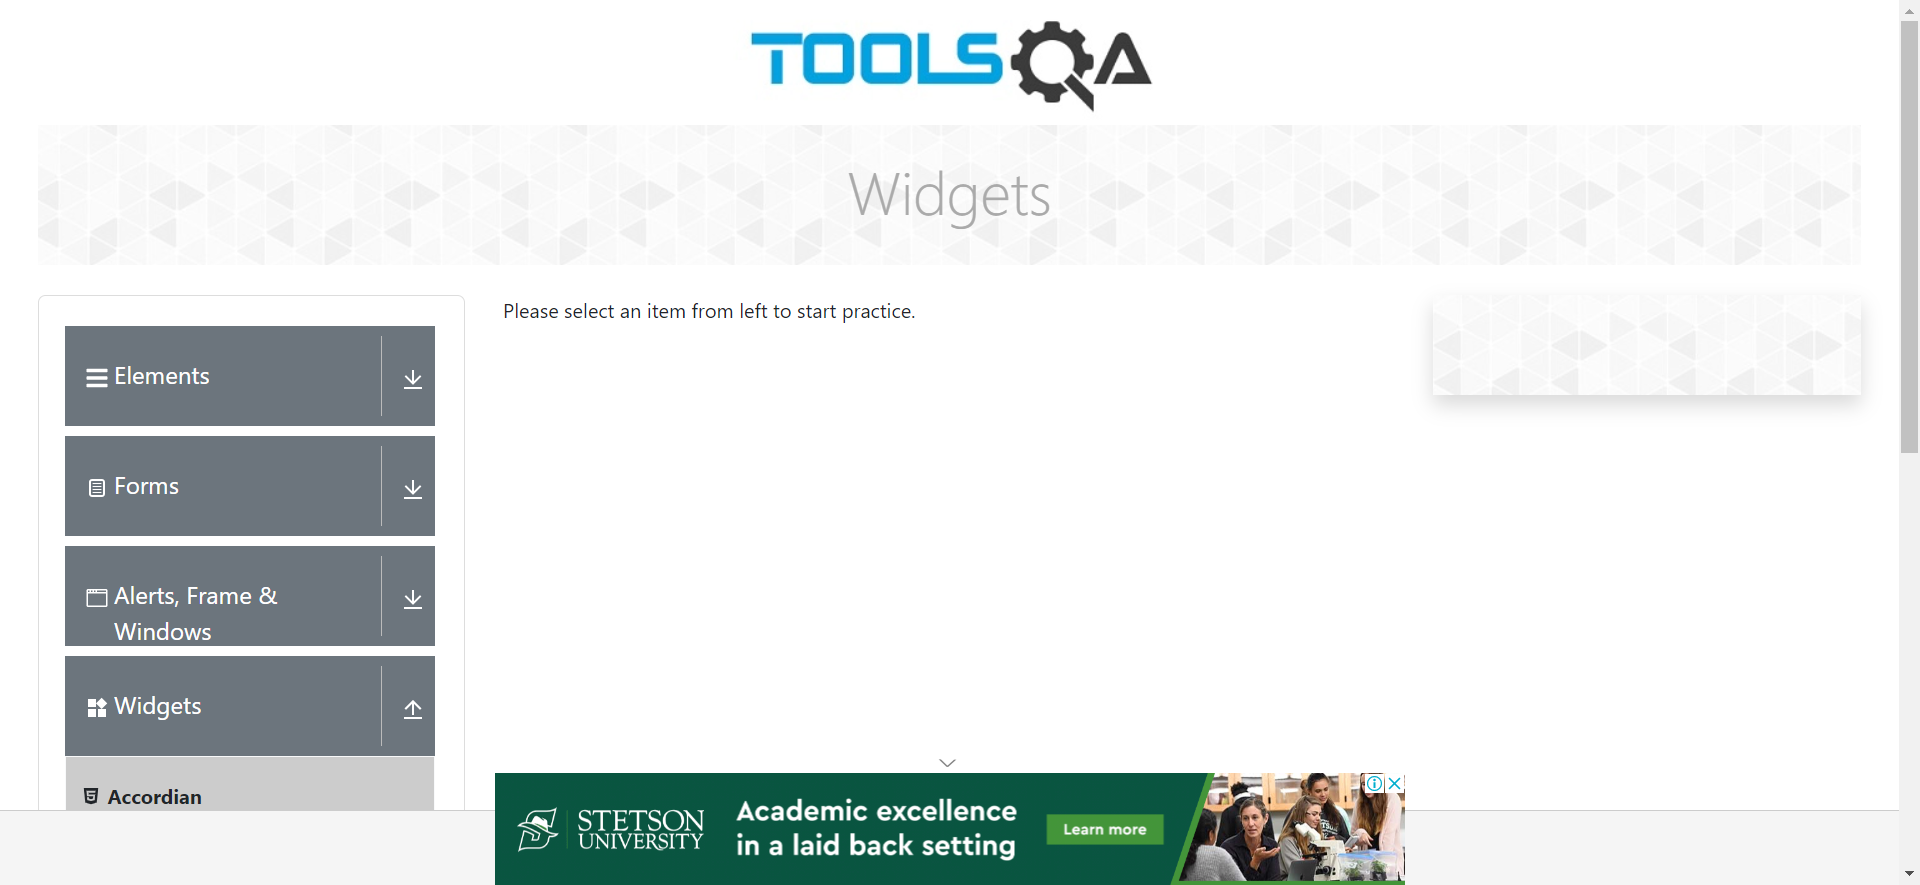 TOOLSQA
Widgets
Please select an item from left to start practice.
Elements
Forms
Alerts, Frame &
Windows
Widgets
Accordian
STETSON
UNIVERSITY
Academic excellence
in a laid back setting
Learn more